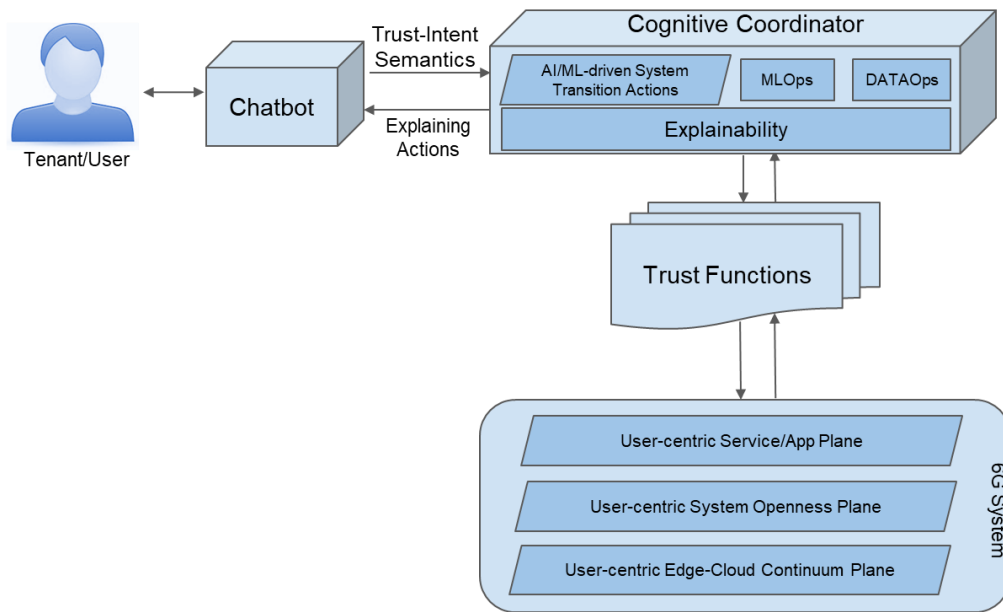 Cognitive Coordinator
Trust-Intent
Semantics
AI/ML-driven System
Transition Actions
MLOps
DATAOps
Chatbot
Explaining
Actions
Explainability
Tenant/User
Trust Functions
User-centric Service/App Plane
User-centric System Openness Plane
User-centric Edge-Cloud Continuum Plane
6G System